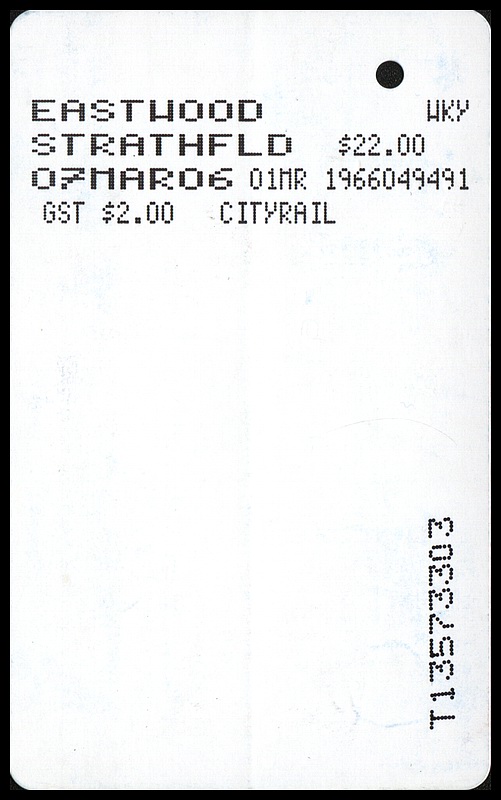 EASTWOOD WKY
STRATHFLD $22.00
07MAR06 01MR 1966049491
GST $2.00 CITYRAIL
T13573303